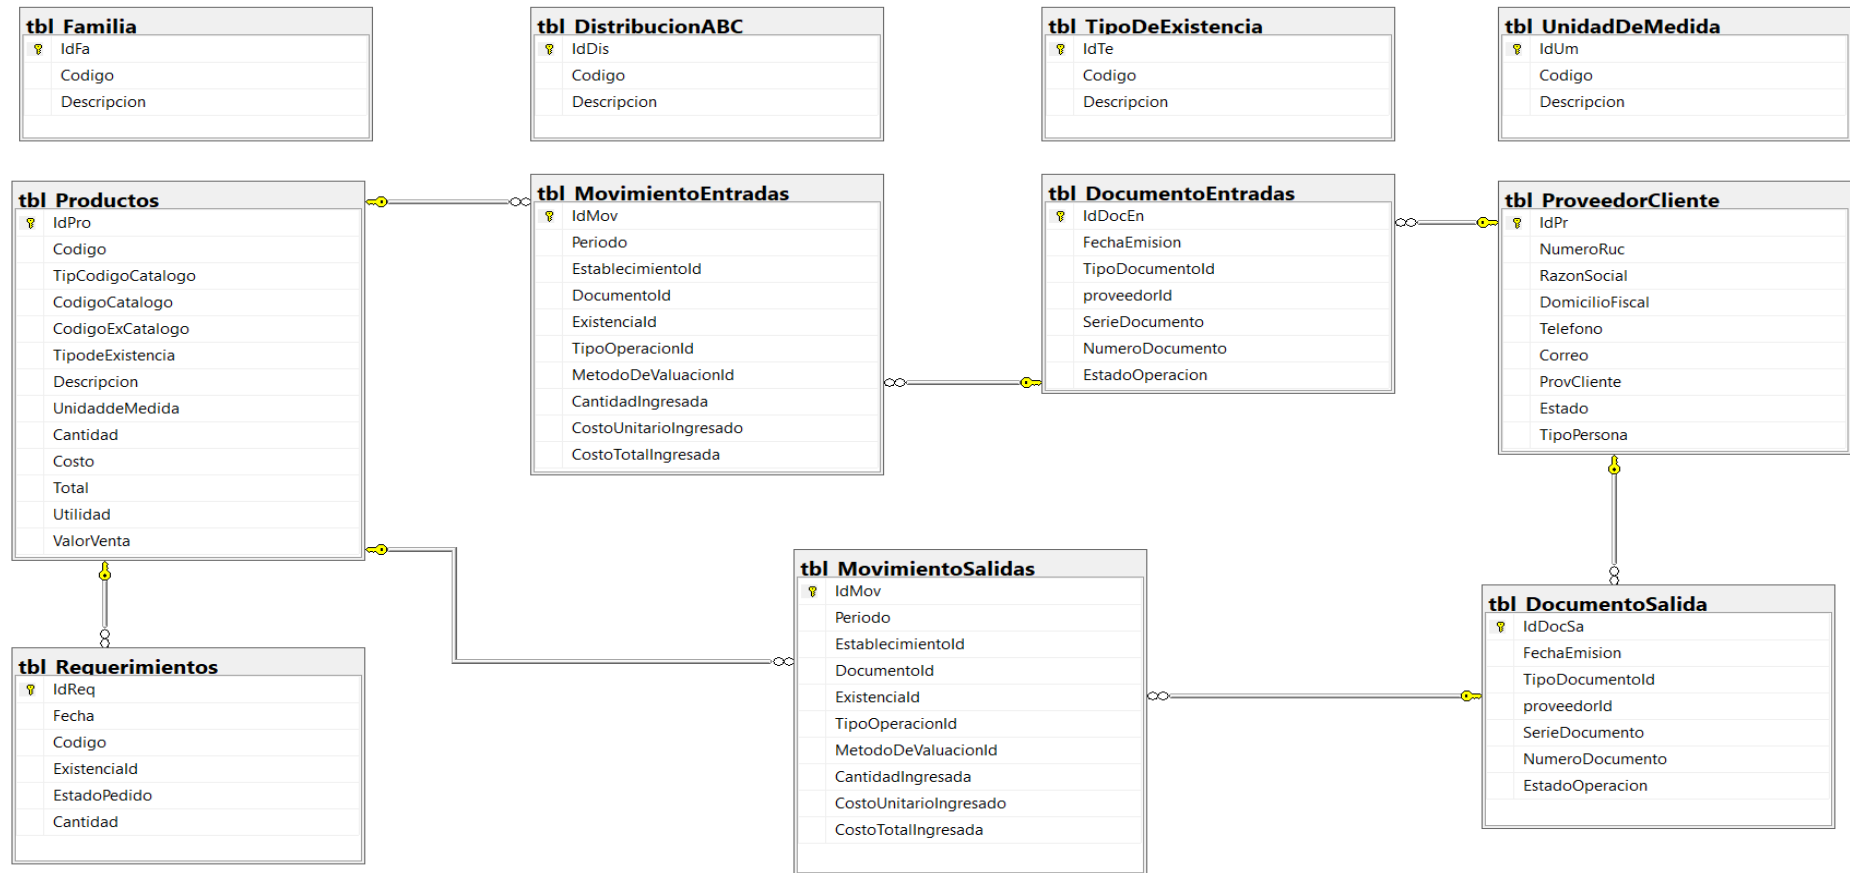 tbl_Familia
IdFa
Codigo
Descripcion
tbl_DistribucionABC
IdDis
Codigo
Descripcion
tbl_TipoDeExistencia
IdTe
Codigo
Descripcion
tbl_UnidadDeMedida
IdUm
Codigo
Descripcion
tbl_Productos
IdPro
Codigo
TipCodigoCatalogo
CodigoCatalogo
CodigoExCatalogo
TipodeExistencia
Descripcion
UnidaddeMedida
Cantidad
Costo
Total
Utilidad
ValorVenta
tbl_MovimientoEntradas
IdMov
Periodo
EstablecimientoId
DocumentoId
ExistenciaId
TipoOperacionId
MetodoDeValuacionId
CantidadIngresada
CostoUnitarioIngresado
CostoTotalIngresada
tbl_DocumentoEntradas
IdDocEn
FechaEmision
TipoDocumentoId
proveedorId
SerieDocumento
NumeroDocumento
EstadoOperacion
tbl_ProveedorCliente
IdPr
NumeroRuc
RazonSocial
DomicilioFiscal
Telefono
Correo
ProvCliente
Estado
TipoPersona
tbl_Requerimientos
IdReq
Fecha
Codigo
ExistenciaId
EstadoPedido
Cantidad
tbl_MovimientoSalidas
IdMov
Periodo
EstablecimientoId
DocumentoId
ExistenciaId
TipoOperacionId
MetodoDeValuacionId
CantidadIngresada
CostoUnitarioIngresado
CostoTotalIngresada
tbl_DocumentoSalida
IdDocSa
FechaEmision
TipoDocumentoId
proveedorId
SerieDocumento
NumeroDocumento
EstadoOperacion